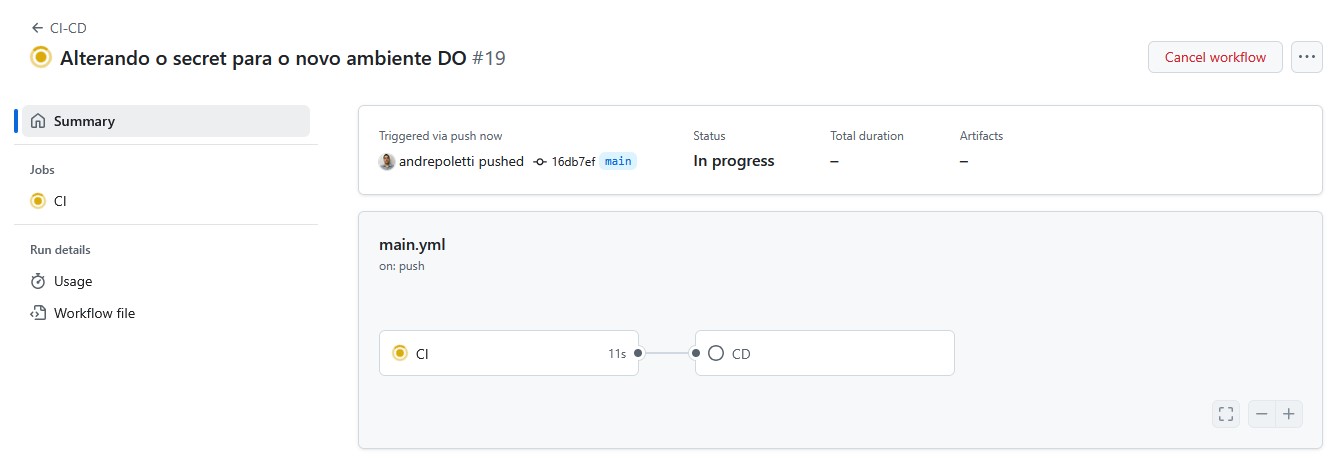 CI-CD
Alterando o secret para o novo ambiente DO #19
Cancel workflow
Summary
Jobs
CI
Run details
Usage
Workflow file
Triggered via push now
andrepoletti pushed 16db7ef main
Status
In progress
Total duration
–
Artifacts
–
main.yml
on: push
CI 11s
CD